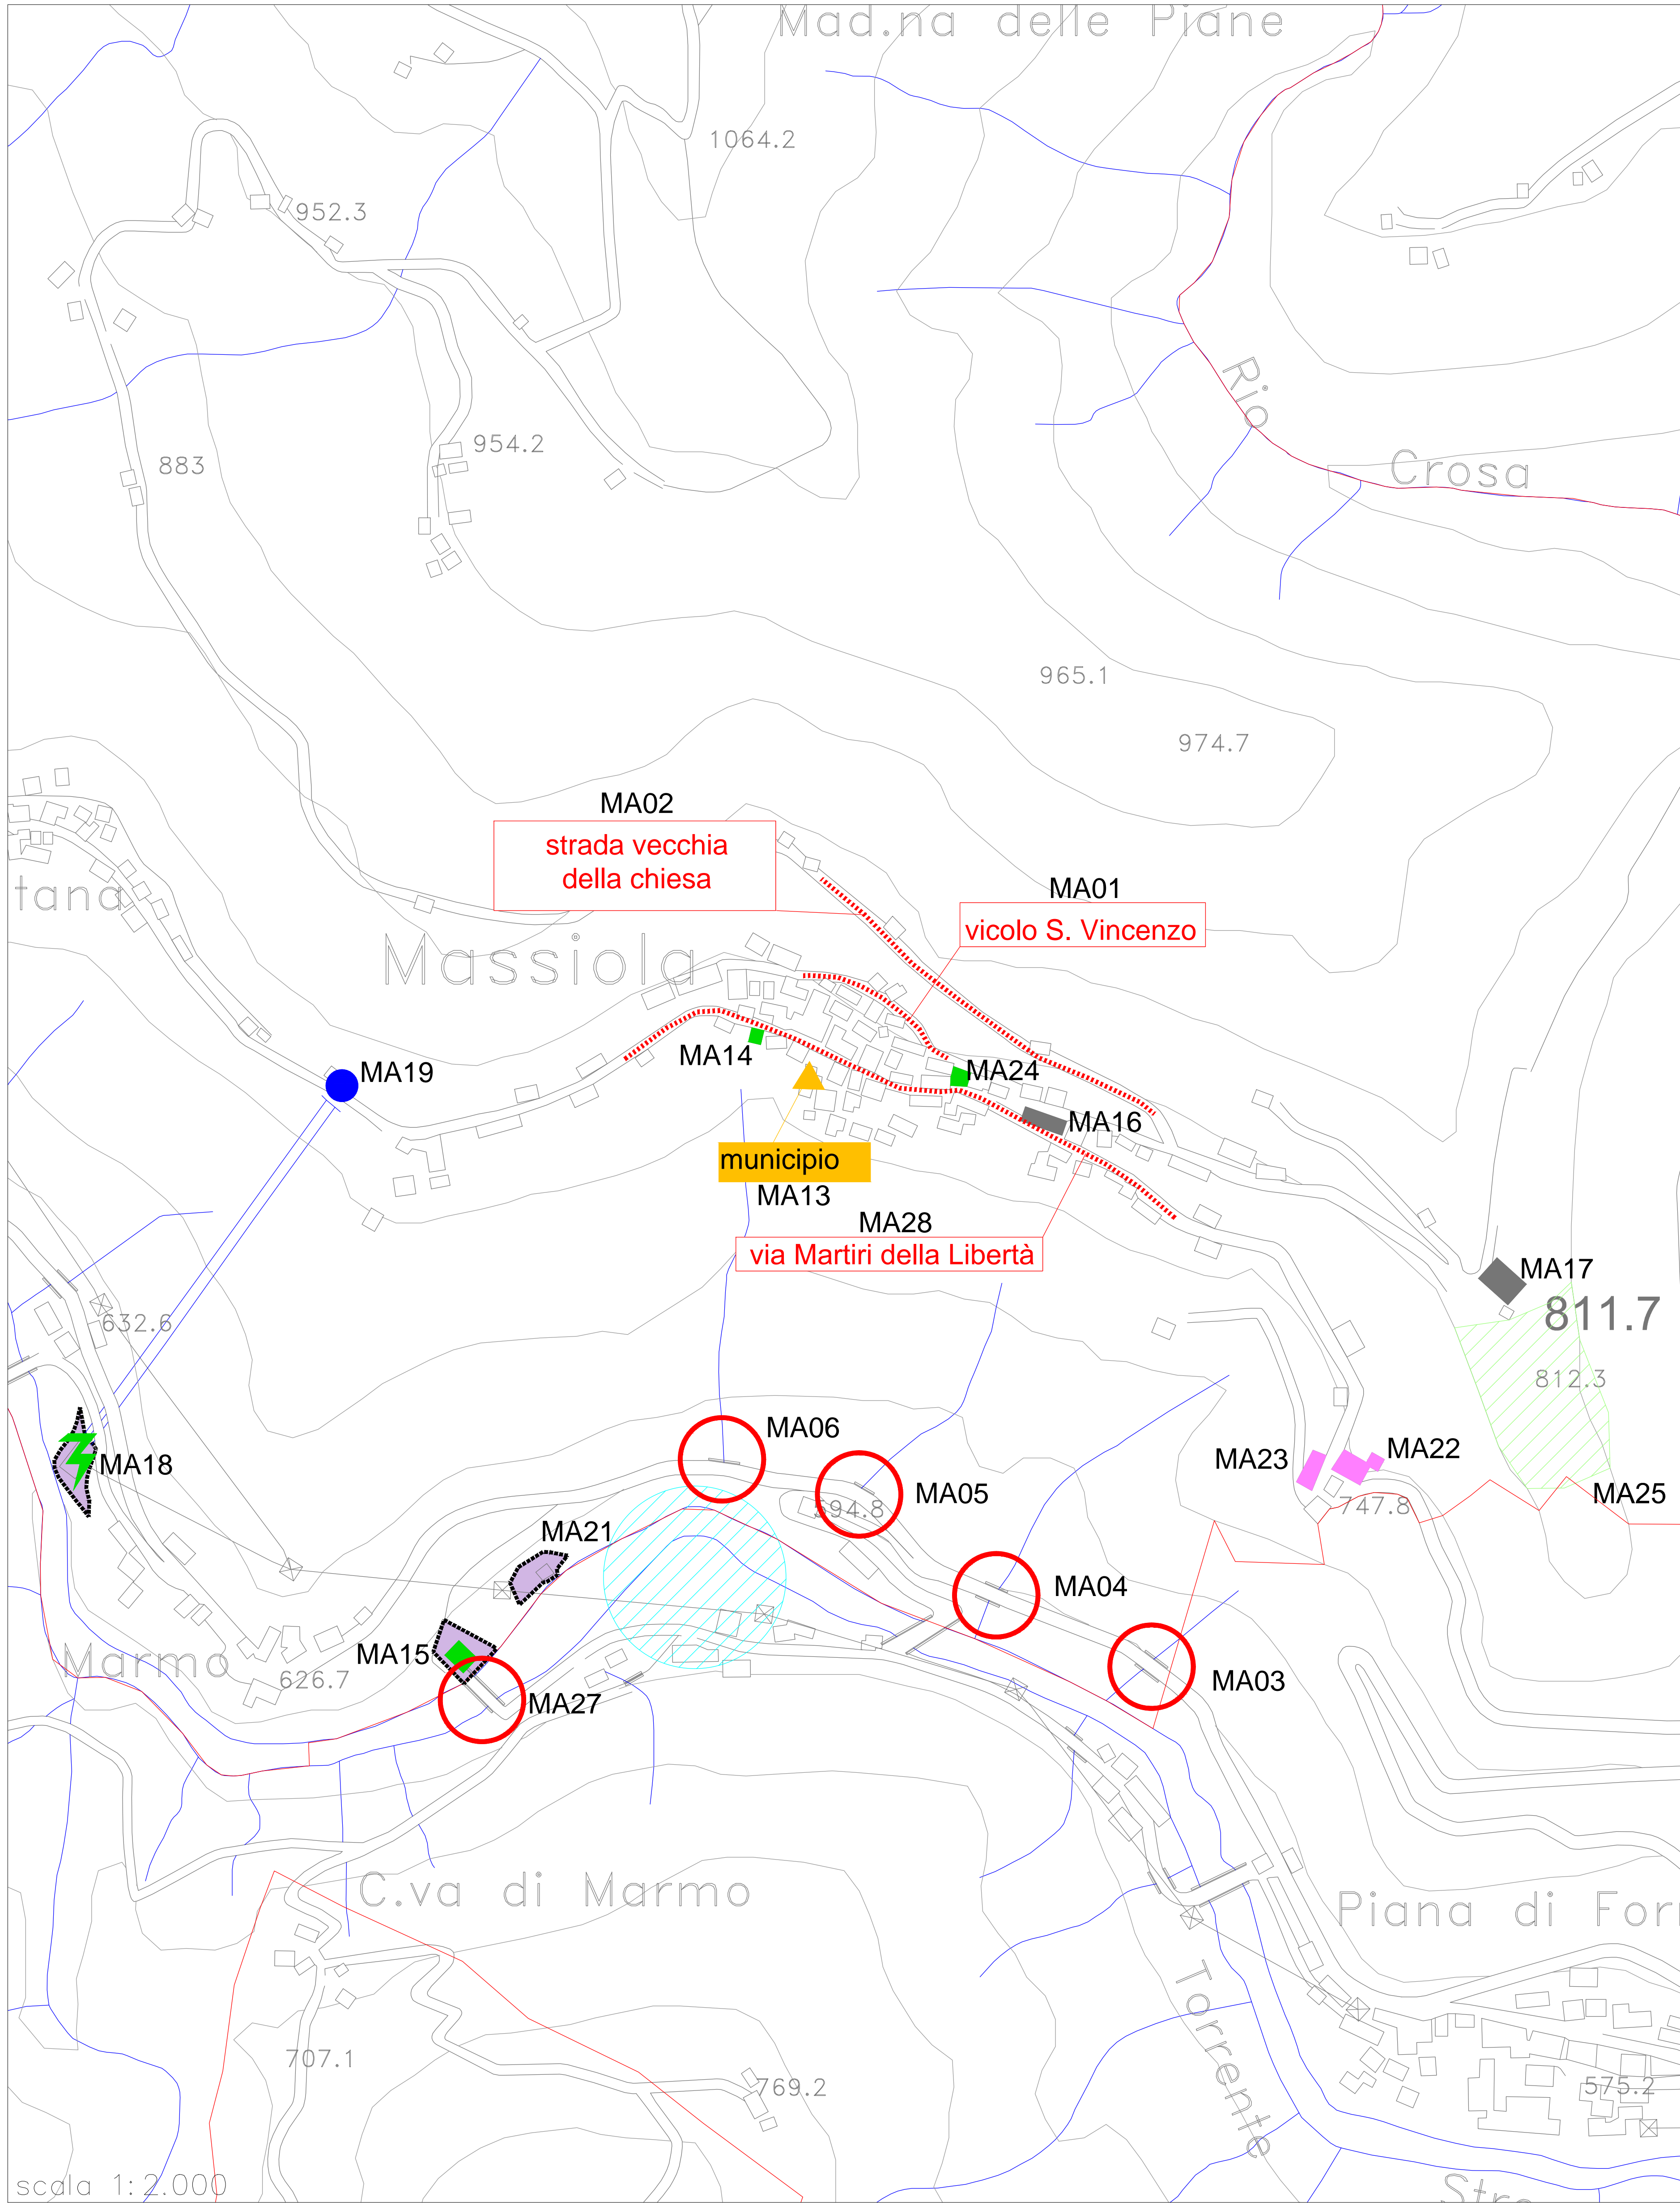 Mad.na delle Piane
1064.2
952.3
Rio
954.2
883
Crosa
965.1
974.7
MA02
strada vecchia
della chiesa
MA01
tana
vicolo S. Vincenzo
Massiola
MA14
MA19
MA24
MA16
municipio
MA13
MA28
via Martiri della Libertà
MA17
811.7
632.6
812.3
MA06
MA23
MA22
MA18
MA05
MA25
594.8
747.8
MA21
MA04
MA15
Marmo
626.7
MA03
MA27
C.va di Marmo
Piana di Forn
Torrente
707.1
769.2
575.2
scala 1:2.000
Stro